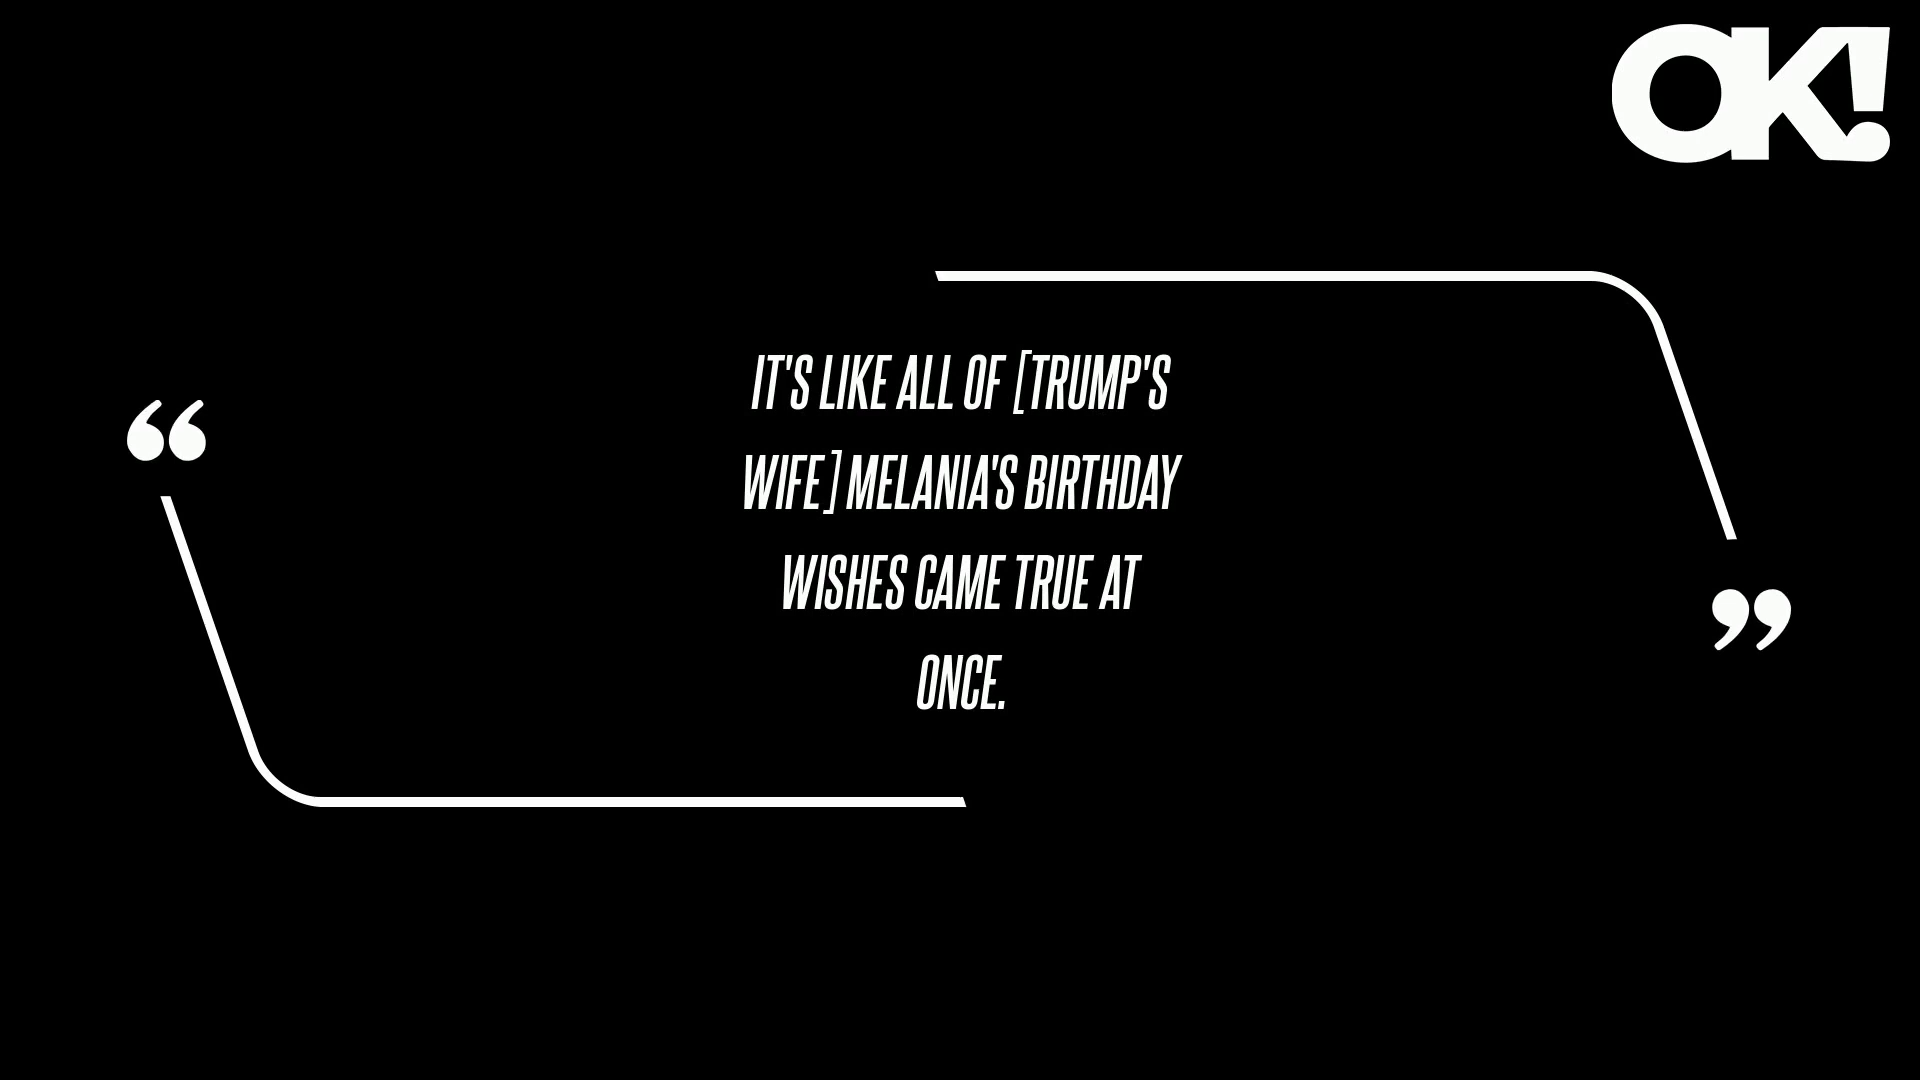 OK!
“
IT'S LIKE ALL OF [TRUMP'S
WIFE] MELANIA'S BIRTHDAY
WISHES CAME TRUE AT
ONCE.
”